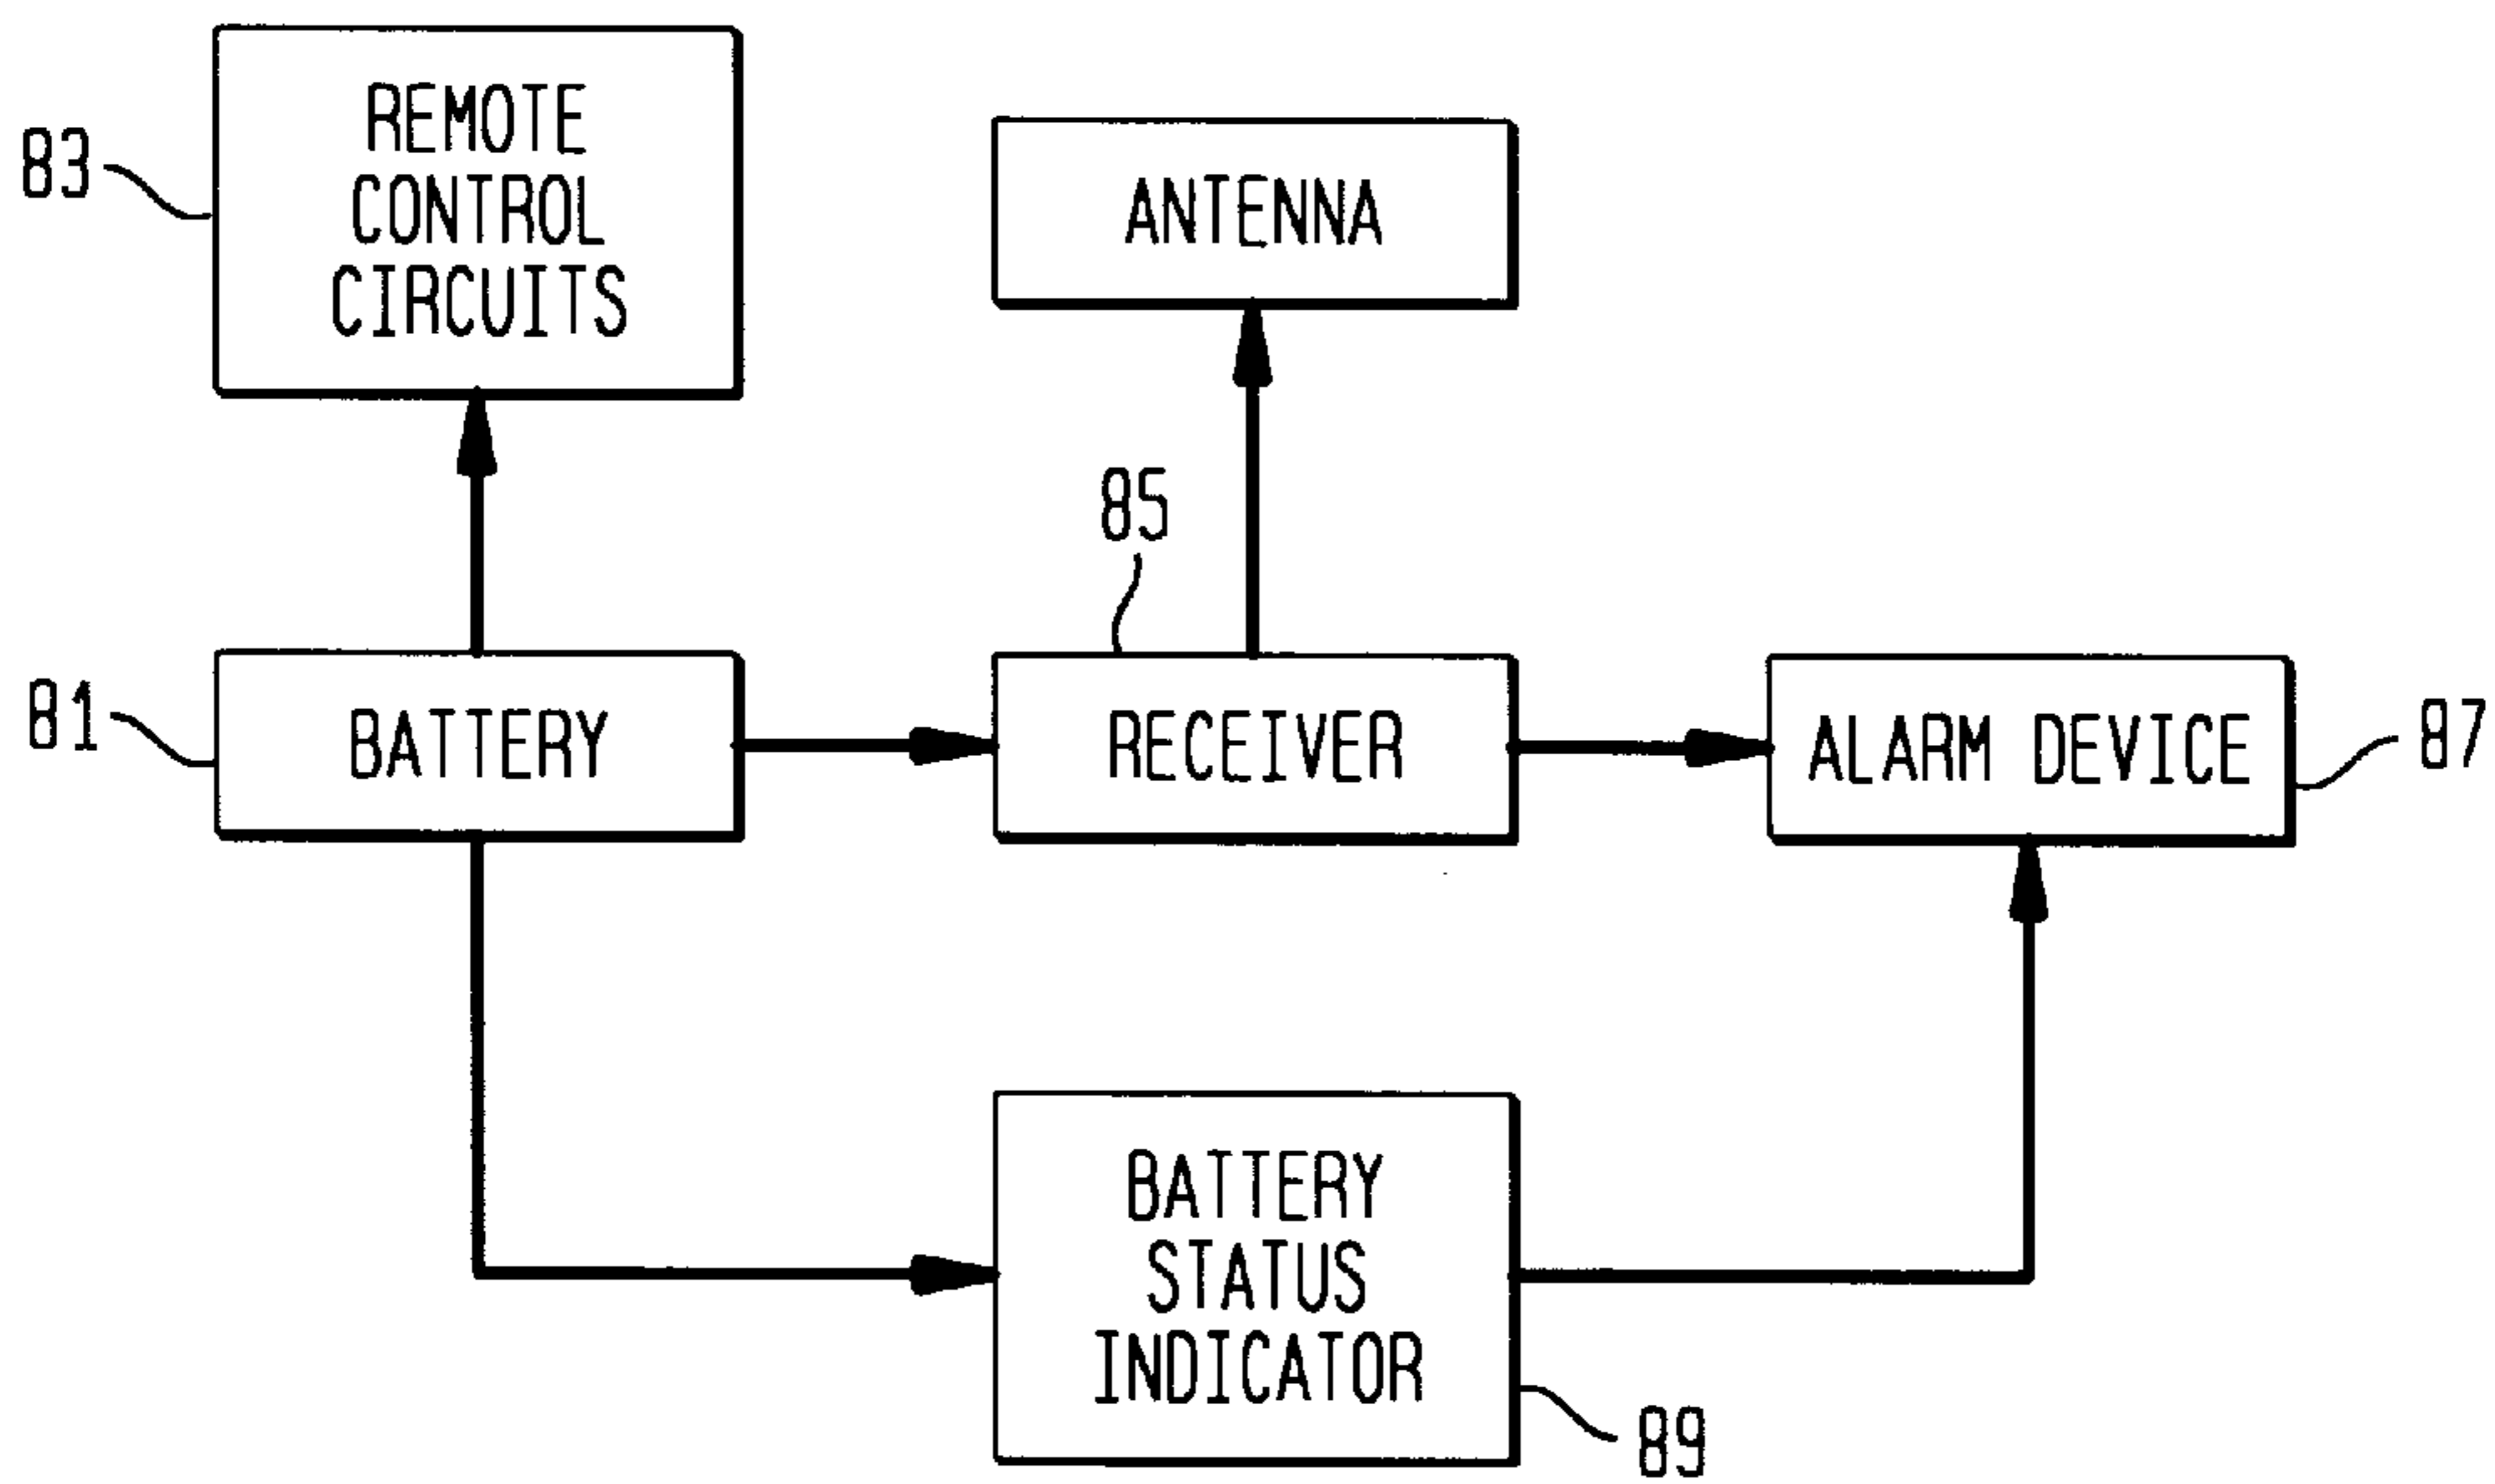 REMOTE
CONTROL
CIRCUITS
83
ANTENNA
85
81
BATTERY
RECEIVER
ALARM DEVICE
87
BATTERY
STATUS
INDICATOR
89